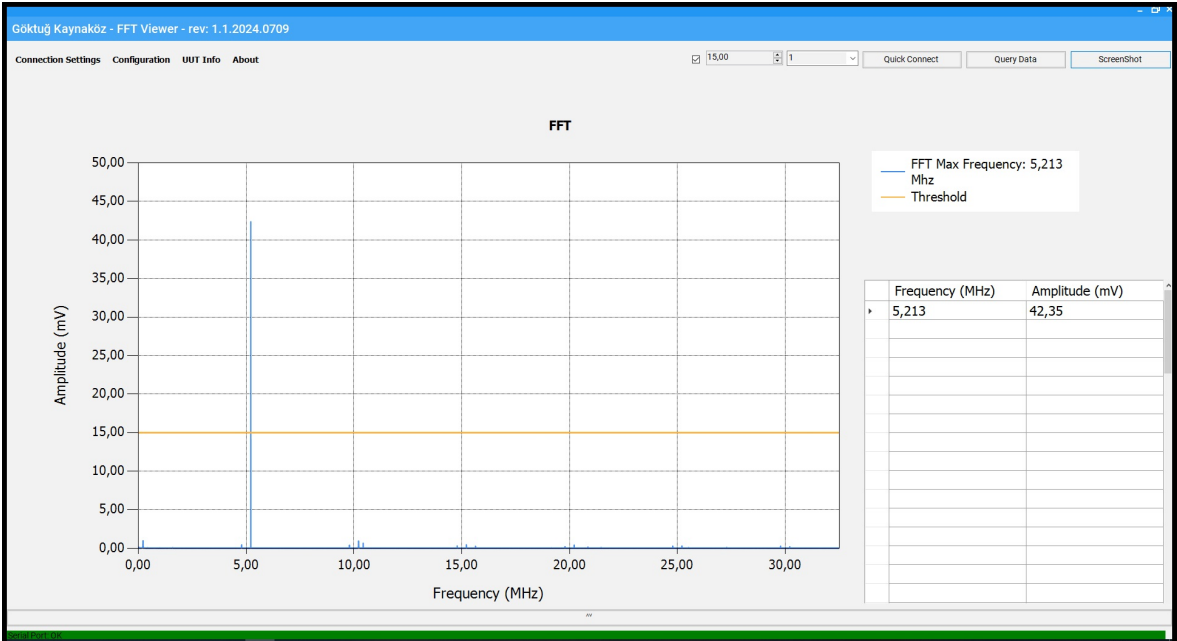 Göktuğ Kaynaköz - FFT Viewer - rev: 1.1.2024.0709
Connection Settings Configuration UUT Info About 15,00 1 Quick Connect Query Data ScreenShot
FFT
FFT Max Frequency: 5,213
Mhz
Threshold
50,00
45,00
40,00
35,00
30,00
25,00
20,00
15,00
10,00
5,00
0,00
Amplitude (mV)
0,00 5,00 10,00 15,00 20,00 25,00 30,00
Frequency (MHz)
Frequency (MHz) Amplitude (mV)
5,213 42,35
Serial Port: OK